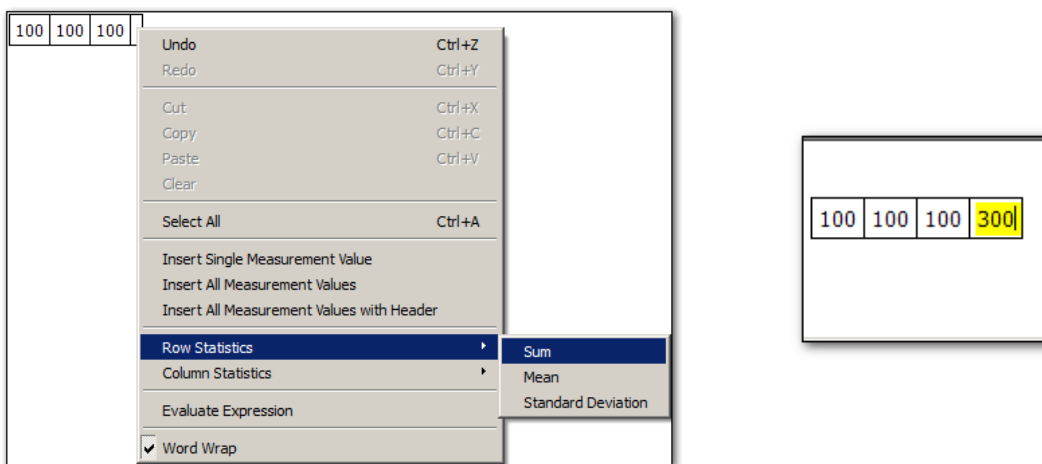 100 100 100
Undo Ctrl+Z
Redo Ctrl+Y
Cut Ctrl+X
Copy Ctrl+C
Paste Ctrl+V
Clear
Select All Ctrl+A
Insert Single Measurement Value
Insert All Measurement Values
Insert All Measurement Values with Header
Row Statistics
Column Statistics
Evaluate Expression
Word Wrap
Sum
Mean
Standard Deviation
100 100 100 300